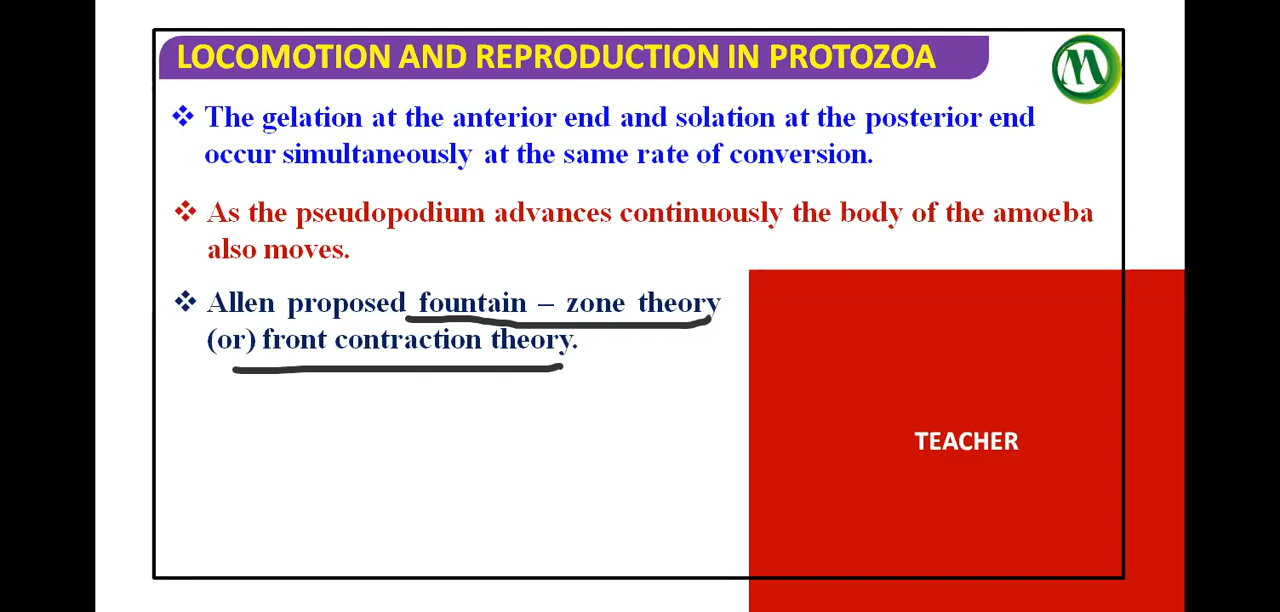 LOCOMOTION AND REPRODUCTION IN PROTOZOA
M
❖ The gelation at the anterior end and solation at the posterior end
occur simultaneously at the same rate of conversion.
❖ As the pseudopodium advances continuously the body of the amoeba
also moves.
❖ Allen proposed fountain – zone theory
(or) front contraction theory.
TEACHER